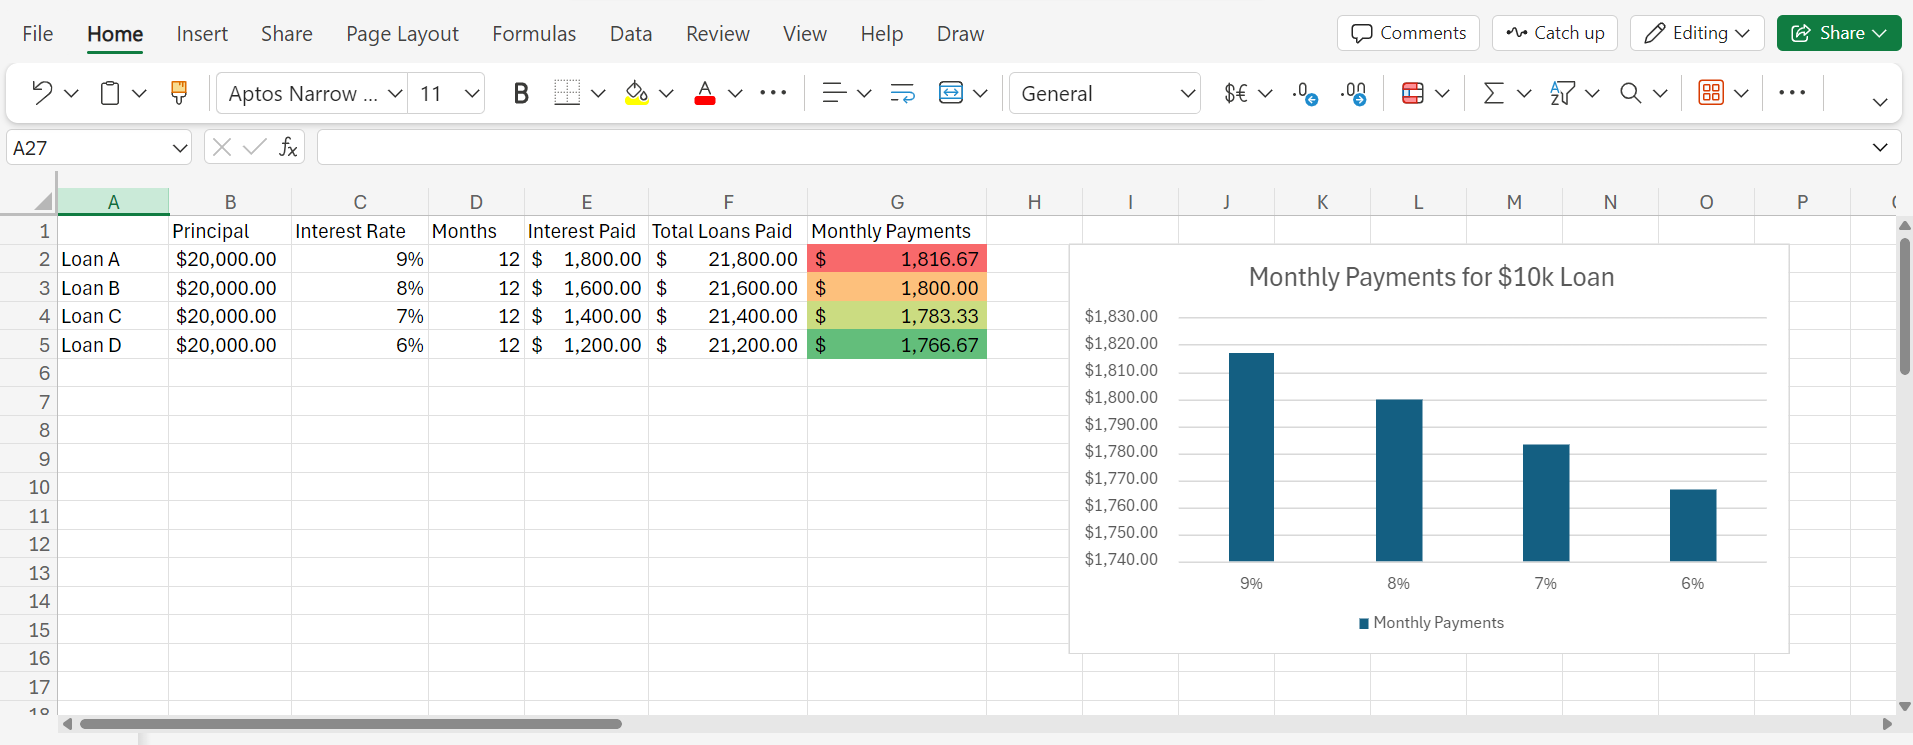 File Home Insert Share Page Layout Formulas Data Review View Help Draw Comments Catch up Editing Share
Aptos Narrow ... 11 B A General $€ .0 .00
A27 fx
A B C D E F G H I J K L M N O P
1 Principal Interest Rate Months Interest Paid Total Loans Paid Monthly Payments
2 Loan A $20,000.00 9% 12 $ 1,800.00 $ 21,800.00 $ 1,816.67
3 Loan B $20,000.00 8% 12 $ 1,600.00 $ 21,600.00 $ 1,800.00
4 Loan C $20,000.00 7% 12 $ 1,400.00 $ 21,400.00 $ 1,783.33
5 Loan D $20,000.00 6% 12 $ 1,200.00 $ 21,200.00 $ 1,766.67
6
7
8
9
10
11
12
13
14
15
16
17
18
Monthly Payments for $10k Loan
$1,830.00
$1,820.00
$1,810.00
$1,800.00
$1,790.00
$1,780.00
$1,770.00
$1,760.00
$1,750.00
$1,740.00
9% 8% 7% 6%
Monthly Payments